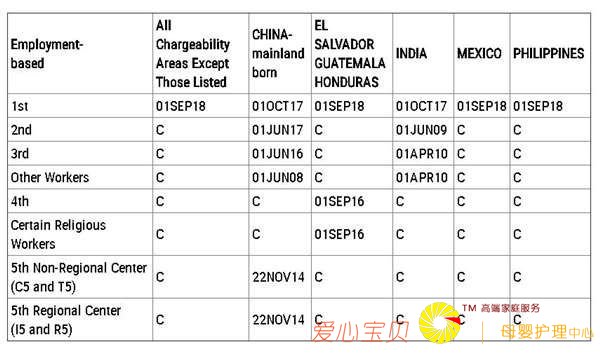 Employment-based | All Chargeability Areas Except Those Listed | CHINA-mainland born | EL SALVADOR GUATEMALA HONDURAS | INDIA | MEXICO | PHILIPPINES
1st | 01SEP18 | 01OCT17 | 01SEP18 | 01OCT17 | 01SEP18 | 01SEP18
2nd | C | 01JUN17 | C | 01JUN09 | C | C
3rd | C | 01JUN16 | C | 01APR10 | C | C
Other Workers | C | 01JUN08 | C | 01APR10 | C | C
4th | C | C | 01SEP16 | C | C | C
Certain Religious Workers | C | C | 01SEP16 | C | C | C
5th Non-Regional Center (C5 and T5) | C | 22NOV14 | C | C | C | C
5th Regional Center (I5 and R5) | C | 22NOV14 | C | C | C | C
TM 高端家庭服务
爱心宝贝 | 母婴护理中心